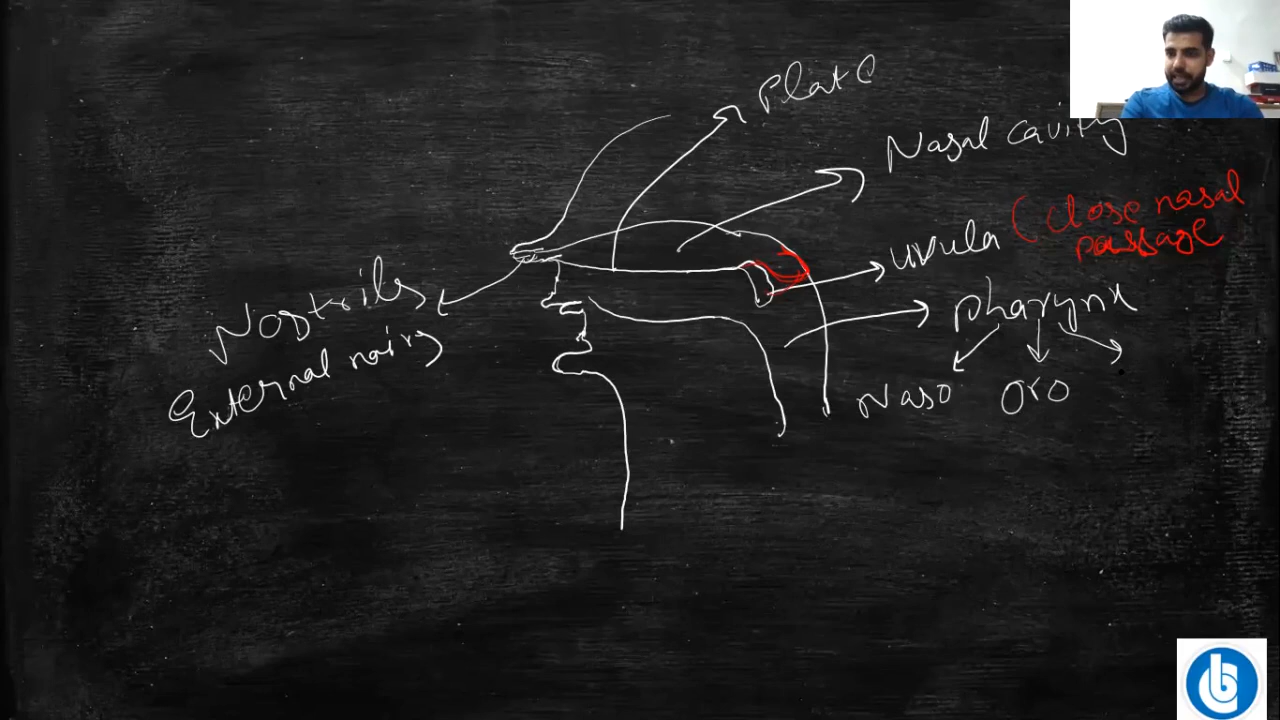 Plate
Nasal cavity
uvula (close nasal
passage
Nostrils
External nairs
pharynx
Naso oro